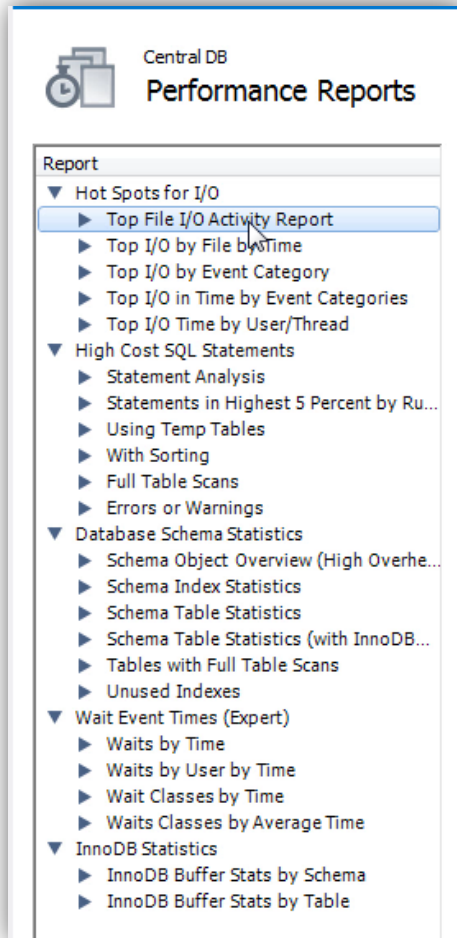 Central DB
Performance Reports
Report
Hot Spots for I/O
Top File I/O Activity Report
Top I/O by File by Time
Top I/O by Event Category
Top I/O in Time by Event Categories
Top I/O Time by User/Thread
High Cost SQL Statements
Statement Analysis
Statements in Highest 5 Percent by Ru...
Using Temp Tables
With Sorting
Full Table Scans
Errors or Warnings
Database Schema Statistics
Schema Object Overview (High Overhe...
Schema Index Statistics
Schema Table Statistics
Schema Table Statistics (with InnoDB...
Tables with Full Table Scans
Unused Indexes
Wait Event Times (Expert)
Waits by Time
Waits by User by Time
Wait Classes by Time
Waits Classes by Average Time
InnoDB Statistics
InnoDB Buffer Stats by Schema
InnoDB Buffer Stats by Table